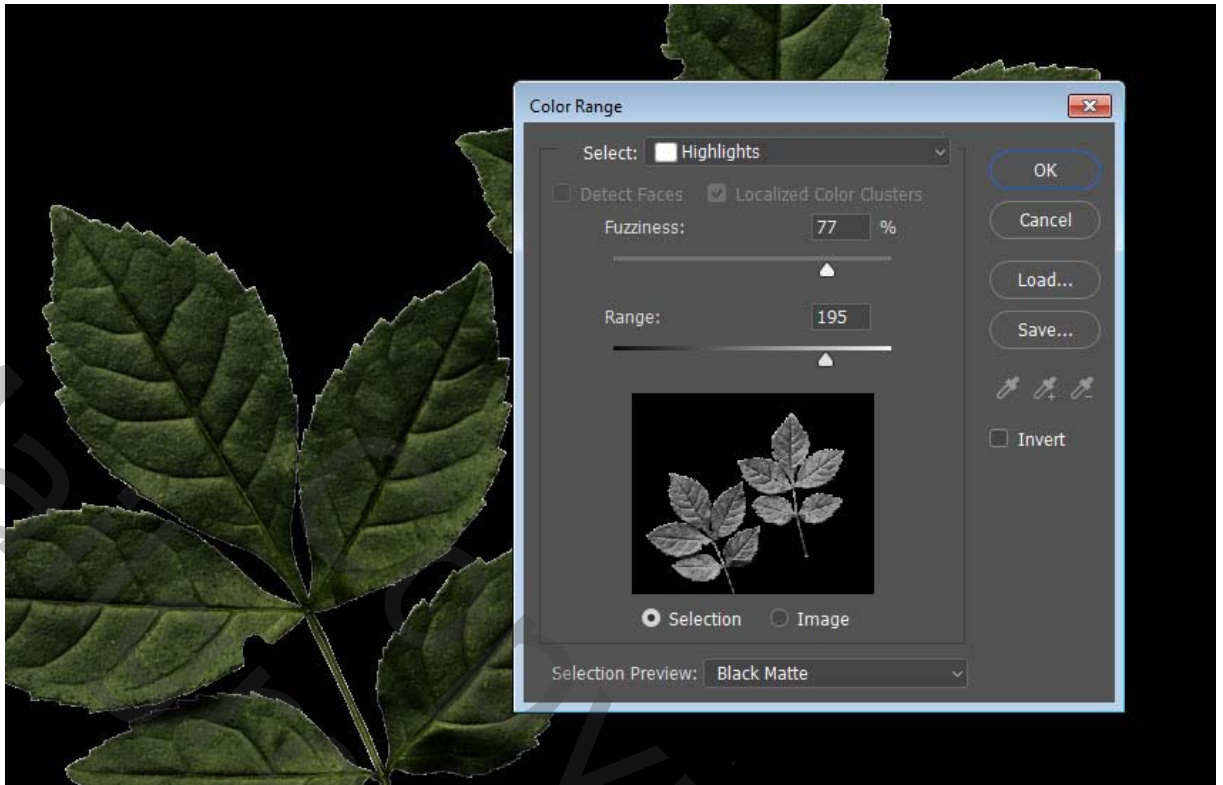 Color Range
Select: Highlights
Detect Faces Localized Color Clusters
Fuzziness: 77 %
Range: 195
Selection Image
Selection Preview: Black Matte
OK
Cancel
Load...
Save...
Invert